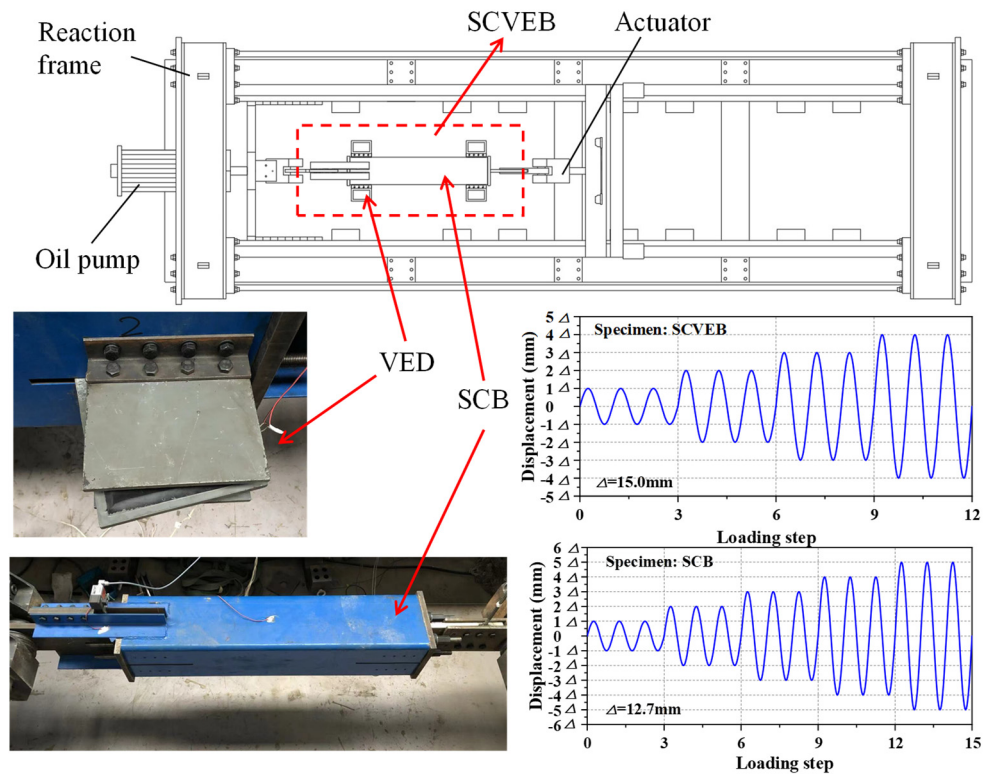 SCVEB
Actuator
Reaction
frame
Oil pump
VED
SCB
2
5 Δ
4 Δ
3 Δ
2 Δ
1 Δ
0
-1 Δ
-2 Δ
-3 Δ
-4 Δ
-5 Δ
Displacement (mm)
Specimen: SCVEB
Δ=15.0mm
0 3 6 9 12
Loading step
6 Δ
5 Δ
4 Δ
3 Δ
2 Δ
1 Δ
0
-1 Δ
-2 Δ
-3 Δ
-4 Δ
-5 Δ
-6 Δ
Displacement (mm)
Specimen: SCB
Δ=12.7mm
0 3 6 9 12 15
Loading step